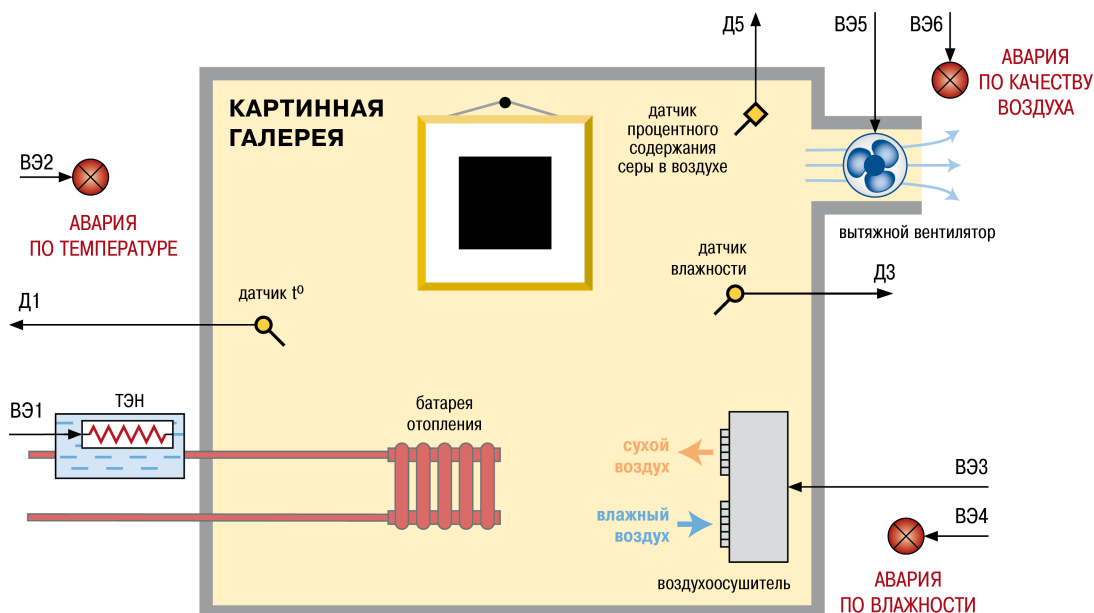 Д5
ВЭ5
ВЭ6
АВАРИЯ
ПО КАЧЕСТВУ
ВОЗДУХА
КАРТИННАЯ
ГАЛЕРЕЯ
датчик
процентного
содержания
серы в воздухе
ВЭ2
АВАРИЯ
ПО ТЕМПЕРАТУРЕ
вытяжной вентилятор
датчик
влажности
Д3
Д1
датчик tº
ВЭ1
ТЭН
батарея
отопления
сухой
воздух
ВЭ3
влажный
воздух
ВЭ4
воздухоосушитель
АВАРИЯ
ПО ВЛАЖНОСТИ